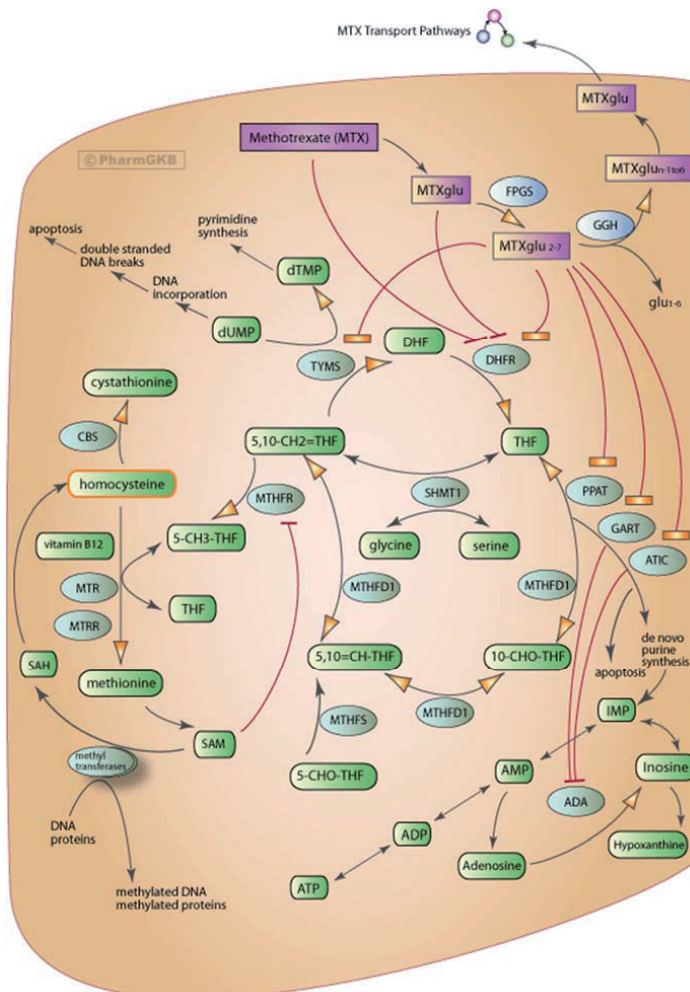 MTX Transport Pathways
MTXglu
Methotrexate (MTX)
© PharmGKB
MTXglun-1to6
MTXglu
FPGS
GGH
MTXglu 2-7
pyrimidine
synthesis
apoptosis
double stranded
DNA breaks
dTMP
DNA
incorporation
glu1-6
dUMP
DHF
TYMS
DHFR
cystathionine
CBS
5,10-CH2=THF
THF
homocysteine
MTHFR
SHMT1
PPAT
vitamin B12
5-CH3-THF
glycine
serine
GART
ATIC
MTR
THF
MTHFD1
MTHFD1
MTRR
de novo
purine
synthesis
SAH
5,10=CH-THF
10-CHO-THF
apoptosis
methionine
MTHFS
MTHFD1
IMP
SAM
methyl
transferases
5-CHO-THF
AMP
Inosine
ADA
DNA
proteins
ADP
Hypoxanthine
Adenosine
ATP
methylated DNA
methylated proteins